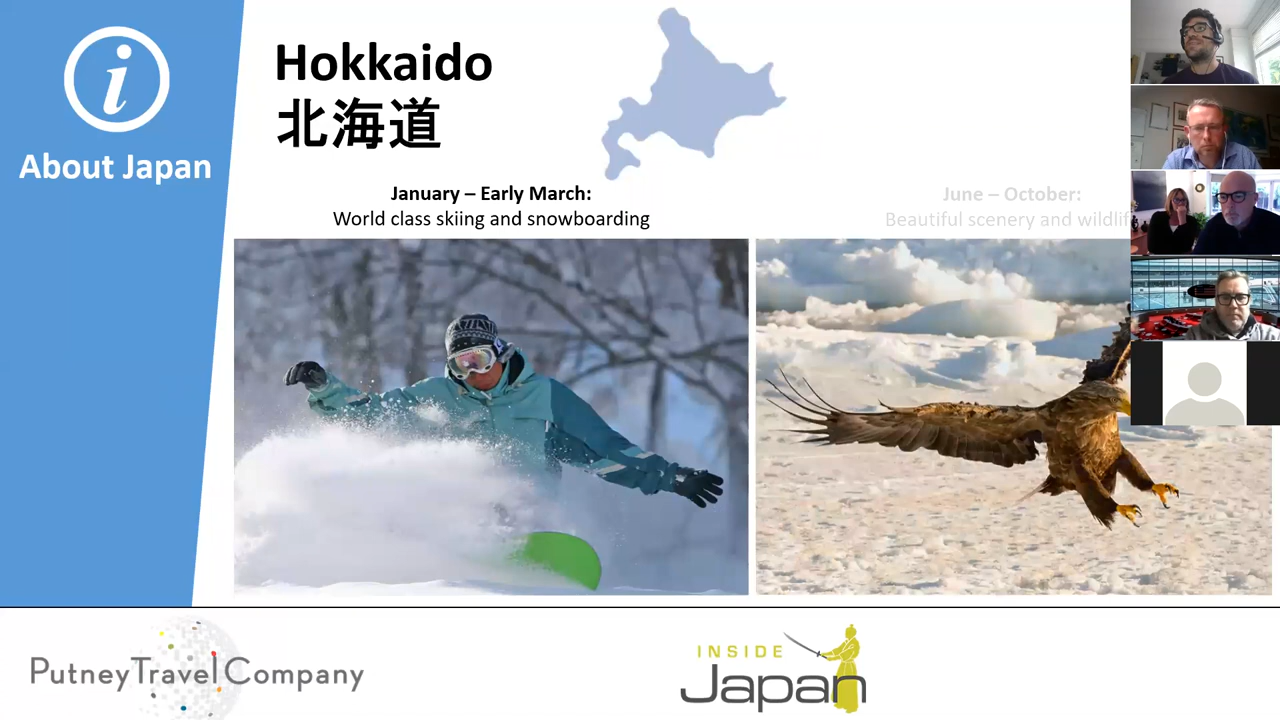 i
About Japan
Hokkaido
北海道
January – Early March:
World class skiing and snowboarding
June – October:
Beautiful scenery and
PutneyTravelCompany
INSIDE
Japan